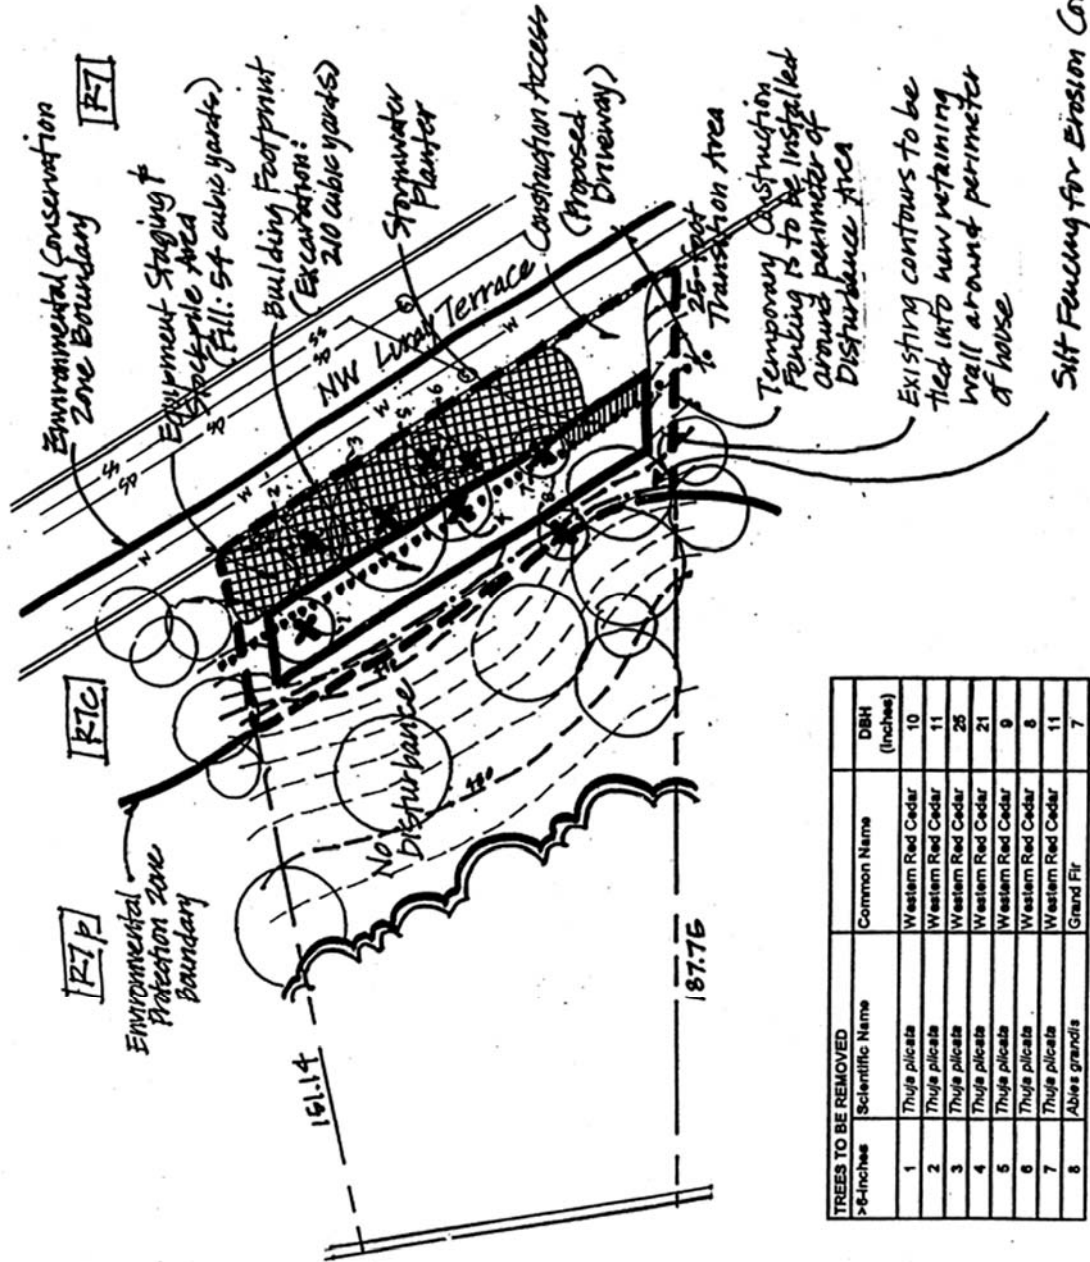 Environmental Conservation
Zone Boundary
R7
Equipment Staging &
Stockpile Area
(Fill: 54 cubic yards)
Building Footprint
(Excavation:
210 cubic yards)
Stormwater
Planter
Construction Access
(Proposed
Driveway)
NW Luray Terrace
25-foot
Transition Area
Temporary Construction
Fencing is to be installed
around perimeter of
Disturbance Area
Existing contours to be
tied into new retaining
wall around perimeter
of house
Silt Fencing for Erosion
R7c
R7p
Environmental
Protection Zone
Boundary
No
Disturbance
480
151.14
187.75
TREES TO BE REMOVED
>6-inches Scientific Name Common Name DBH (inches)
1 Thuja plicata Western Red Cedar 10
2 Thuja plicata Western Red Cedar 11
3 Thuja plicata Western Red Cedar 25
4 Thuja plicata Western Red Cedar 21
5 Thuja plicata Western Red Cedar 9
6 Thuja plicata Western Red Cedar 8
7 Thuja plicata Western Red Cedar 11
8 Abies grandis Grand Fir 7